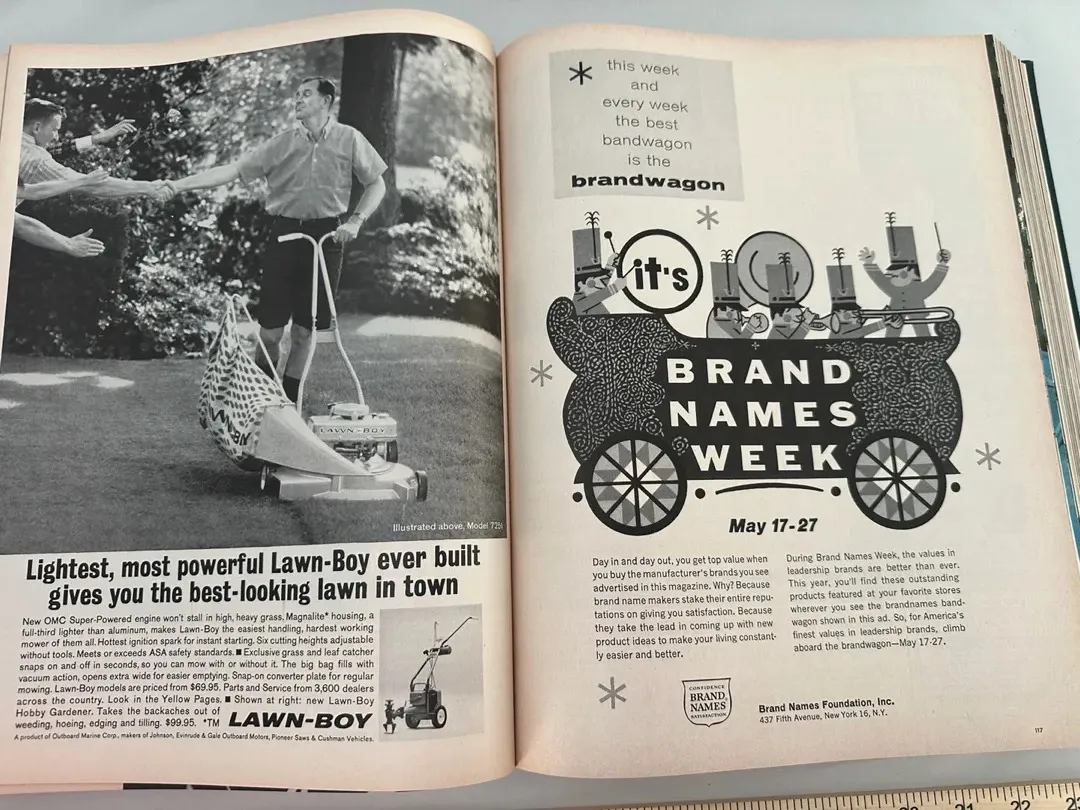 LAWN-BOY
LAWN-BOY
Illustrated above, Model 725
Lightest, most powerful Lawn-Boy ever built
gives you the best-looking lawn in town
New OMC Super-Powered engine won't stall in high, heavy grass. Magnalite* housing, a
full-third lighter than aluminum, makes Lawn-Boy the easiest handling, hardest working
mower of them all. Hottest ignition spark for instant starting. Six cutting heights adjustable
without tools. Meets or exceeds ASA safety standards. ■ Exclusive grass and leaf catcher
snaps on and off in seconds, so you can mow with or without it. The big bag fills with
vacuum action, opens extra wide for easier emptying. Snap-on converter plate for regular
mowing. Lawn-Boy models are priced from $69.95. Parts and Service from 3,600 dealers
across the country. Look in the Yellow Pages. ■ Shown at right: new Lawn-Boy
Hobby Gardener. Takes the backaches out of
weeding, hoeing, edging and tilling. $99.95. *TM
LAWN-BOY
A product of Outboard Marine Corp., makers of Johnson, Evinrude & Gale Outboard Motors, Pioneer Saws & Cushman Vehicles.
* this week
and
every week
the best
bandwagon
is the
brandwagon
it's
BRAND
NAMES
WEEK
May 17-27
Day in and day out, you get top value when
you buy the manufacturer's brands you see
advertised in this magazine. Why? Because
brand name makers stake their entire repu-
tations on giving you satisfaction. Because
they take the lead in coming up with new
product ideas to make your living constant-
ly easier and better.
During Brand Names Week, the values in
leadership brands are better than ever.
This year, you'll find these outstanding
products featured at your favorite stores
wherever you see the brandnames band-
wagon shown in this ad. So, for America's
finest values in leadership brands, climb
aboard the brandwagon—May 17-27.
CONFIDENCE
BRAND
NAMES
SATISFACTION
Brand Names Foundation, Inc.
437 Fifth Avenue, New York 16, N.Y.
117
21
22